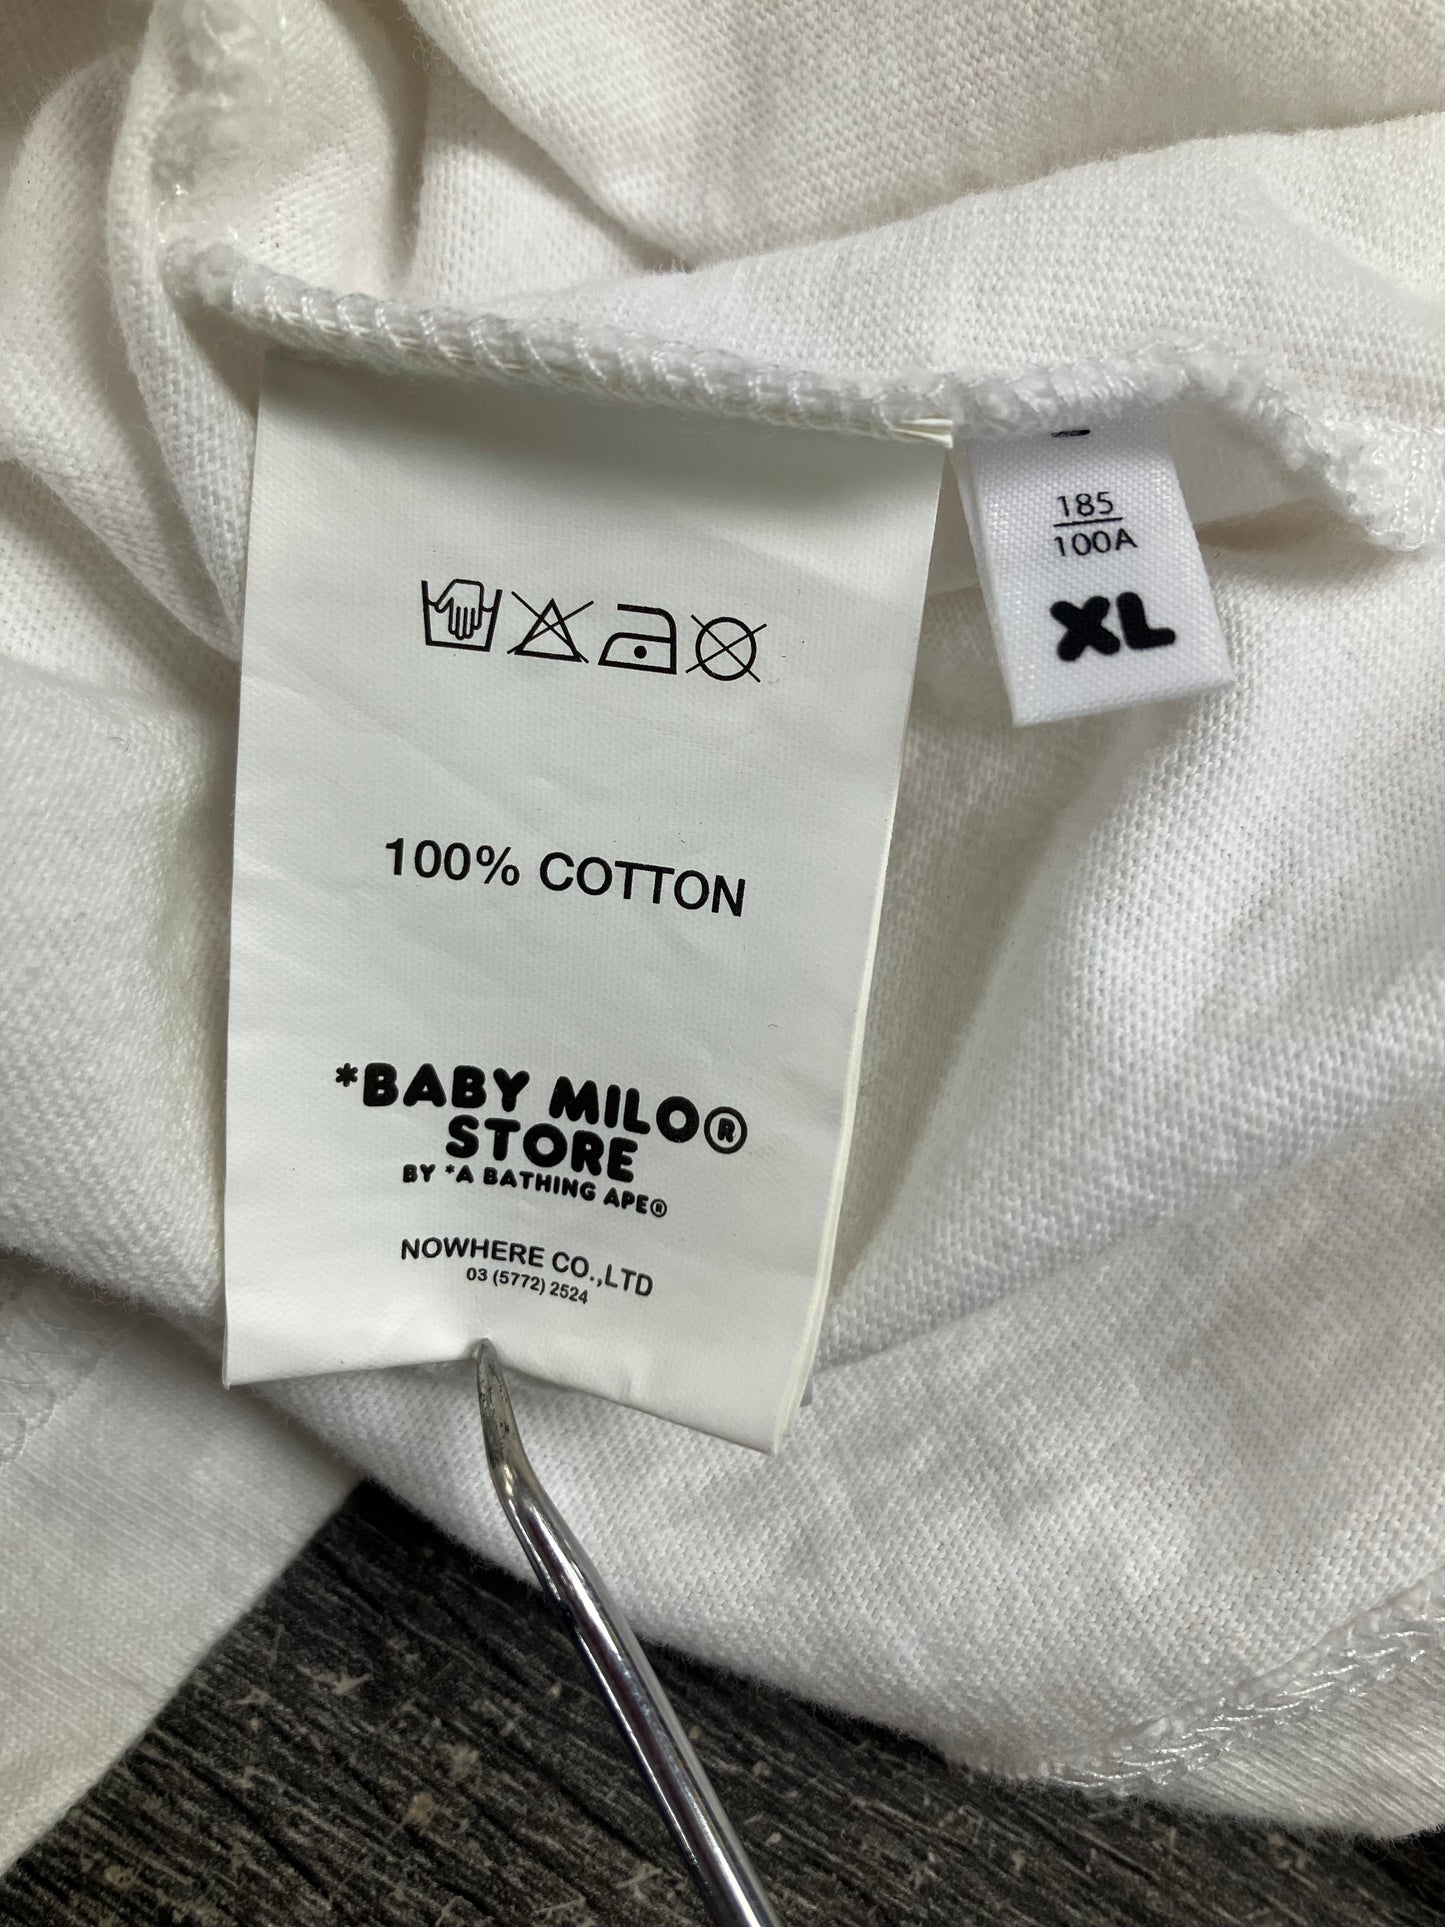 100% COTTON
*BABY MILO®
STORE
BY *A BATHING APE®
NOWHERE CO.,LTD
03 (5772) 2524
185
100A
XL